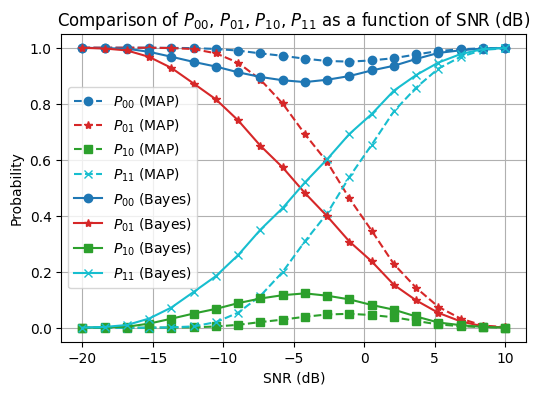 Comparison of P₀₀, P₀₁, P₁₀, P₁₁ as a function of SNR (dB)
1.0
0.8
0.6
0.4
0.2
0.0
Probability
P₀₀ (MAP)
P₀₁ (MAP)
P₁₀ (MAP)
P₁₁ (MAP)
P₀₀ (Bayes)
P₀₁ (Bayes)
P₁₀ (Bayes)
P₁₁ (Bayes)
−20 −15 −10 −5 0 5 10
SNR (dB)